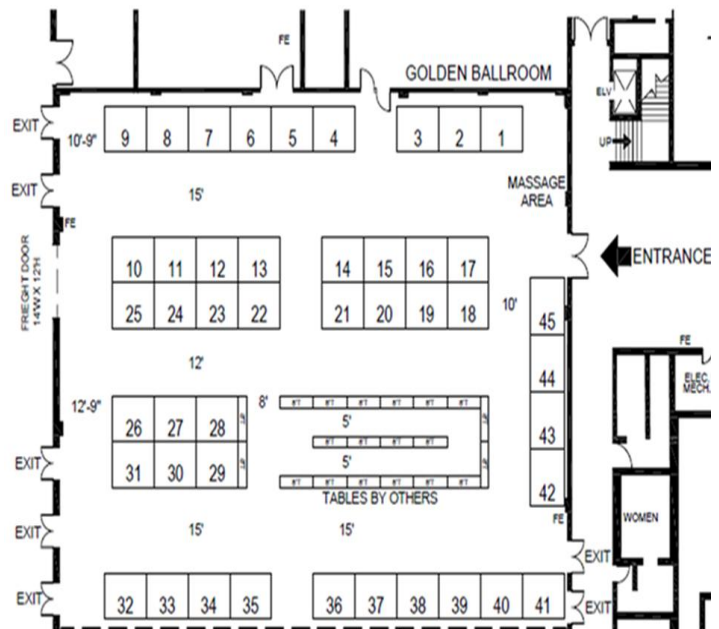 FE
GOLDEN BALLROOM
ELV
EXIT
10'-9"
9 8 7 6 5 4 3 2 1
UP
15'
MASSAGE
AREA
EXIT
FE
FRIEGHT DOOR
14'W X 12'H
10 11 12 13 14 15 16 17
ENTRANCE
25 24 23 22 21 20 19 18
10'
45
12'
FE
44
ELEC.
MECH.
12'-9"
8'
26 27 28
5'
43
31 30 29
5'
42
EXIT
TABLES BY OTHERS
FE
WOMEN
EXIT
15'
15'
EXIT
EXIT
32 33 34 35 36 37 38 39 40 41
EXIT